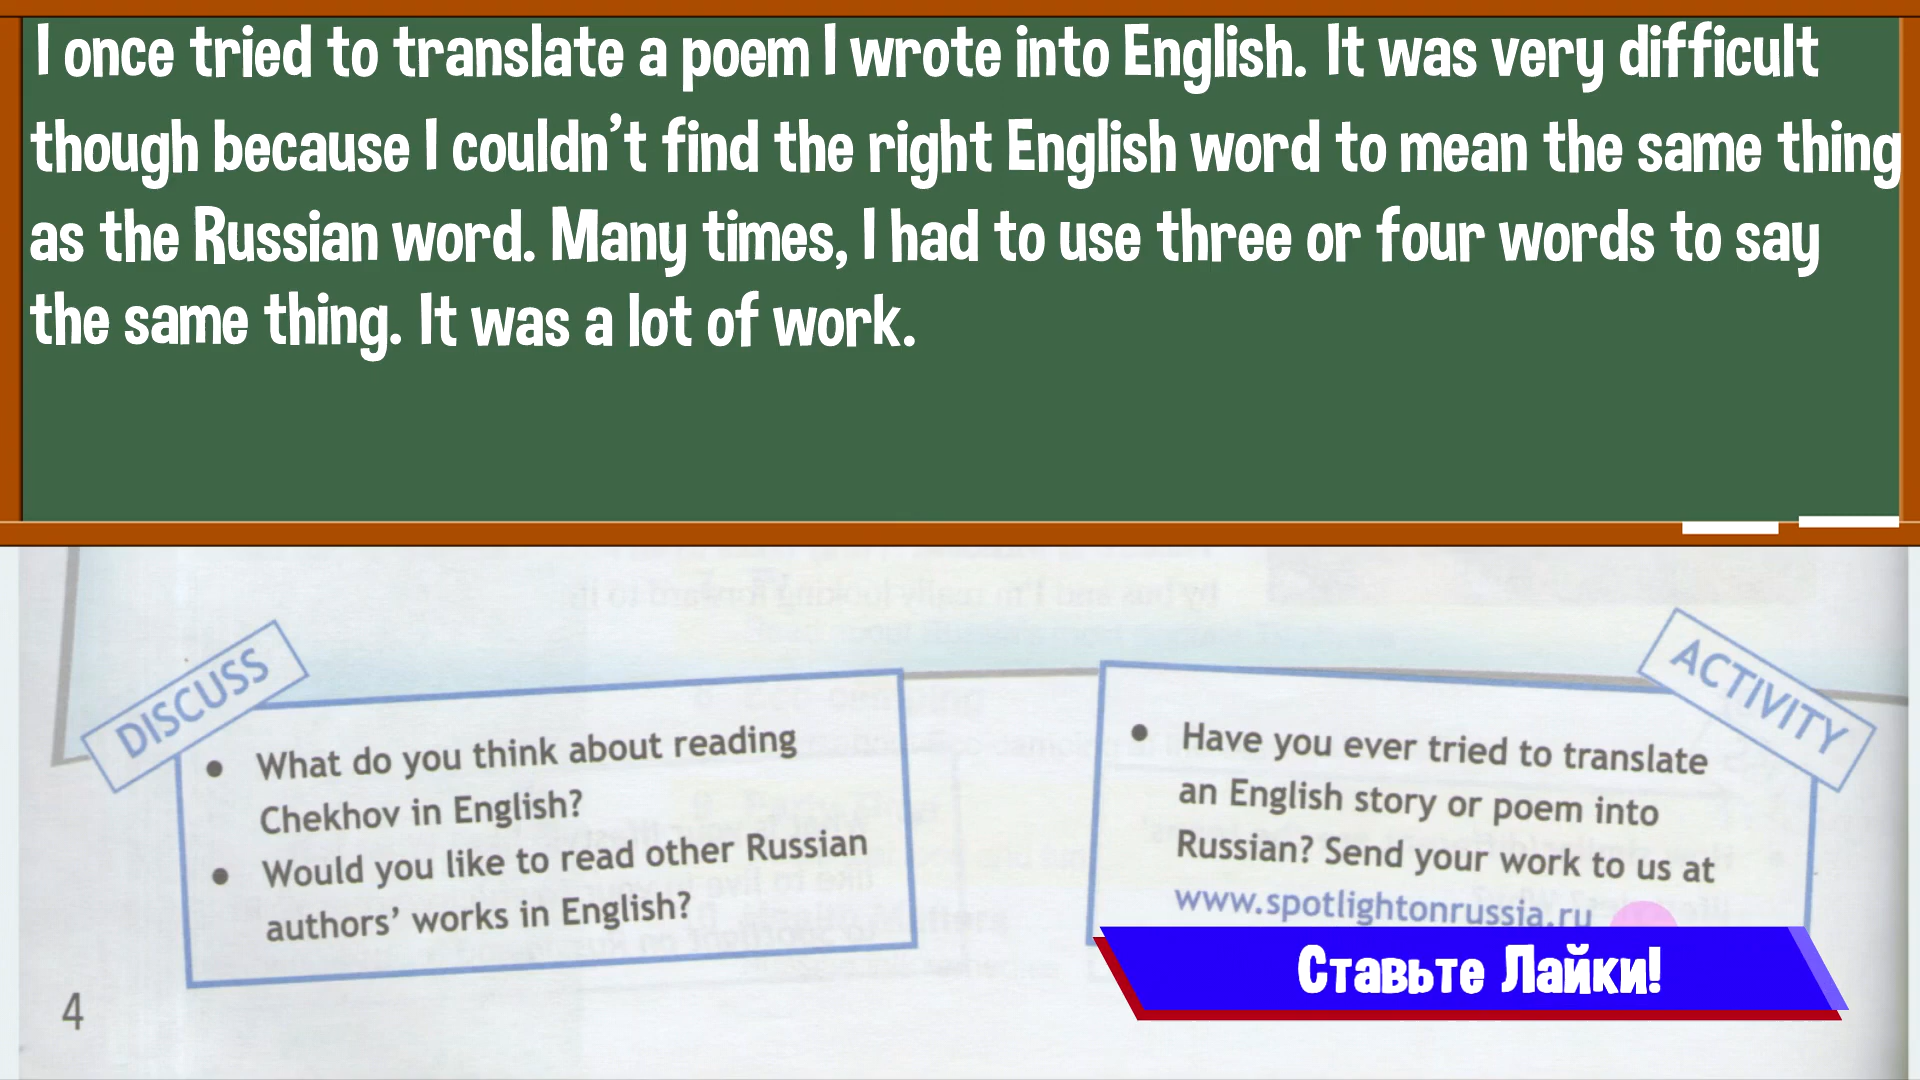 I once tried to translate a poem I wrote into English. It was very difficult
though because I couldn't find the right English word to mean the same thing
as the Russian word. Many times, I had to use three or four words to say
the same thing. It was a lot of work.
DISCUSS
• What do you think about reading
Chekhov in English?
• Would you like to read other Russian
authors' works in English?
ACTIVITY
• Have you ever tried to translate
an English story or poem into
Russian? Send your work to us at
www.spotlightonrussia.ru
Ставьте Лайки!
4